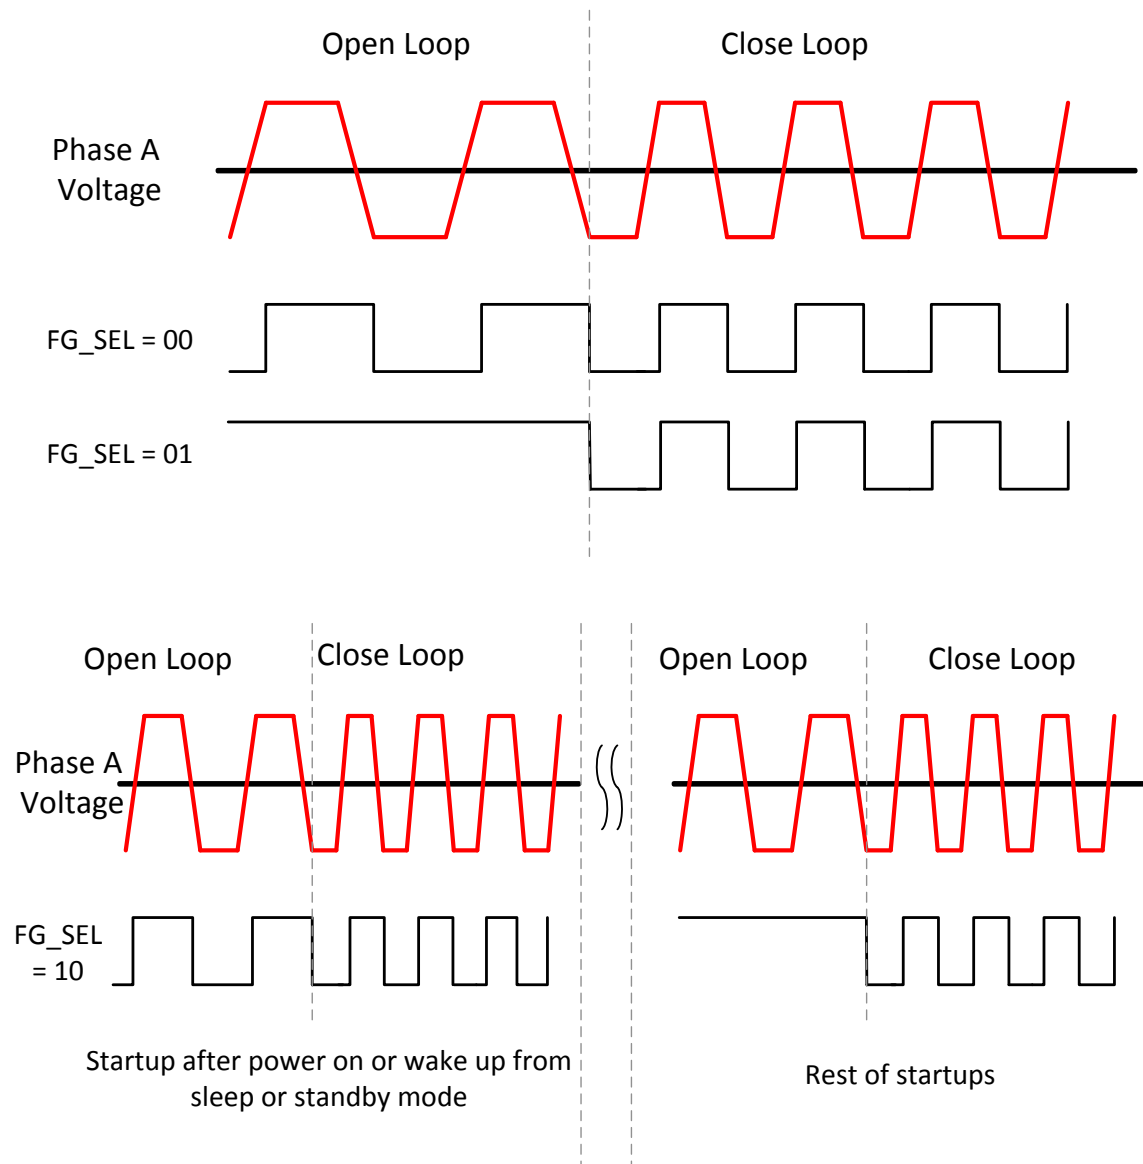 Open Loop
Close Loop
Phase A
Voltage
FG_SEL = 00
FG_SEL = 01
Open Loop
Close Loop
Open Loop
Close Loop
Phase A
Voltage
FG_SEL
= 10
Startup after power on or wake up from
sleep or standby mode
Rest of startups